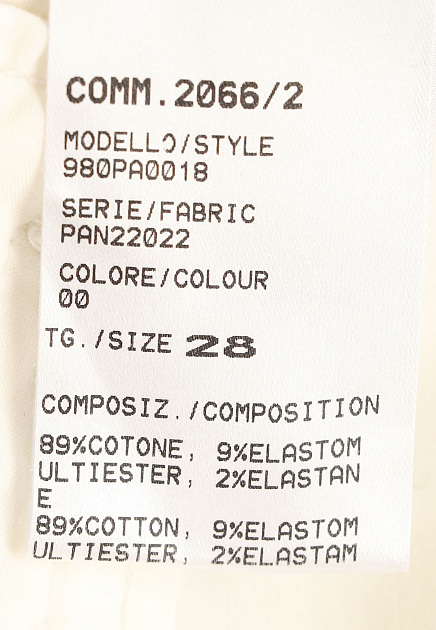 COMM.2066/2
MODELLO/STYLE
980PA0018
SERIE/FABRIC
PAN22022
COLORE/COLOUR
00
TG./SIZE 28
COMPOSIZ./COMPOSITION
89%COTONE, 9%ELASTOM
ULTIESTER, 2%ELASTAN
E
89%COTTON, 9%ELASTOM
ULTIESTER, 2%ELASTAM